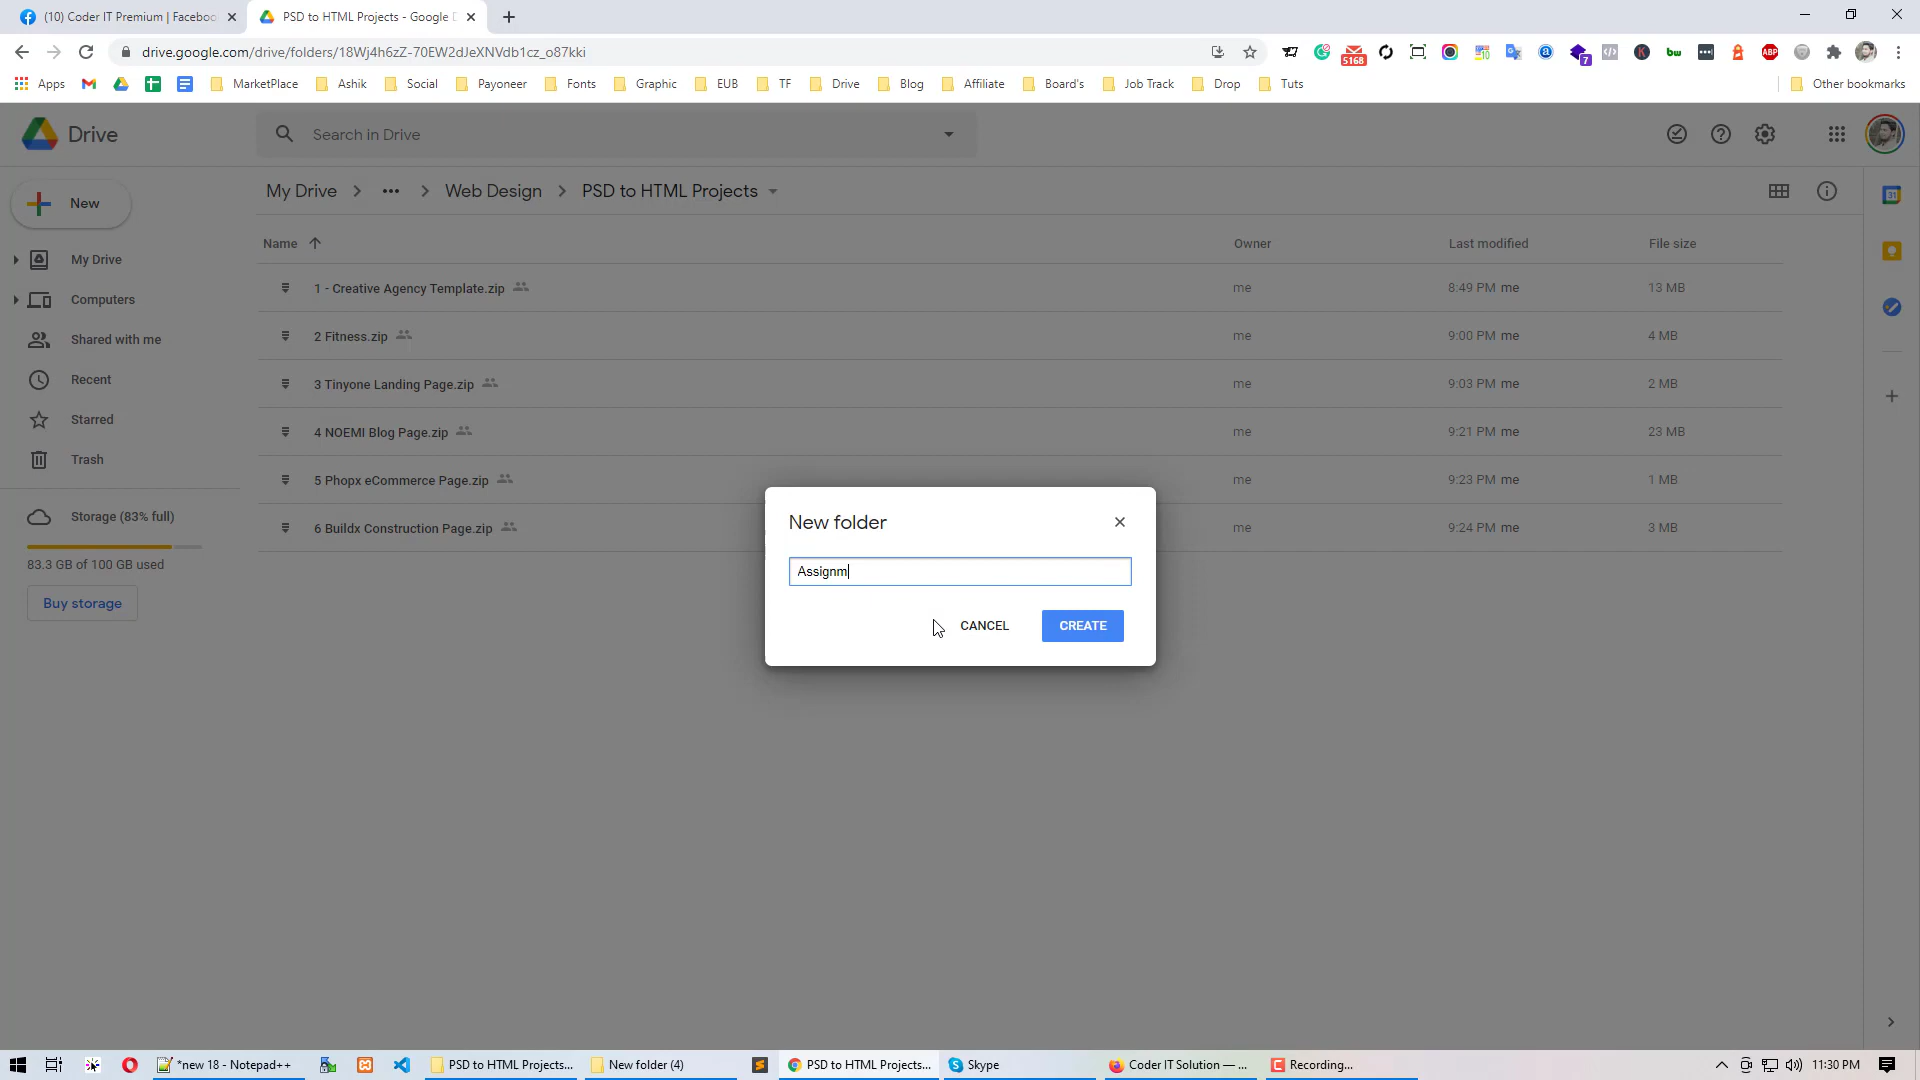 (10) Coder IT Premium | Faceboo
PSD to HTML Projects - Google D
drive.google.com/drive/folders/18Wj4h6zZ-70EW2dJeXNVdb1cz_o87kki
5168
10
7
ABP
Apps
MarketPlace
Ashik
Social
Payoneer
Fonts
Graphic
EUB
TF
Drive
Blog
Affiliate
Board's
Job Track
Drop
Tuts
Other bookmarks
Drive
Search in Drive
New
My Drive
Computers
Shared with me
Recent
Starred
Trash
Storage (83% full)
83.3 GB of 100 GB used
Buy storage
My Drive > ••• > Web Design > PSD to HTML Projects
Name Owner Last modified File size
1 - Creative Agency Template.zip me 8:49 PM me 13 MB
2 Fitness.zip me 9:00 PM me 4 MB
3 Tinyone Landing Page.zip me 9:03 PM me 2 MB
4 NOEMI Blog Page.zip me 9:21 PM me 23 MB
5 Phopx eCommerce Page.zip me 9:23 PM me 1 MB
6 Buildx Construction Page.zip me 9:24 PM me 3 MB
New folder
Assignm
CANCEL CREATE
31
*new 18 - Notepad++
PSD to HTML Projects...
New folder (4)
PSD to HTML Projects...
Skype
Coder IT Solution — ...
Recording...
11:30 PM